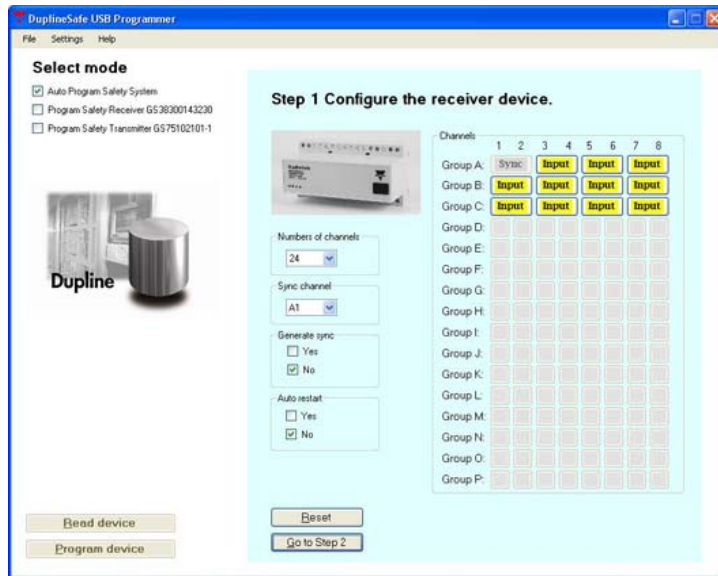 DuplineSafe USB Programmer
File Settings Help
Select mode
Auto Program Safety System
Program Safety Receiver GS38300143230
Program Safety Transmitter GS75102101-1
Dupline
Read device
Program device
Step 1 Configure the receiver device.
Numbers of channels
24
Sync channel
A1
Generate sync
Yes
No
Auto restart
Yes
No
Reset
Go to Step 2
Channels
1 2 3 4 5 6 7 8
Group A: Sync Input Input Input
Group B: Input Input Input Input
Group C: Input Input Input Input
Group D:
Group E:
Group F:
Group G:
Group H:
Group I:
Group J:
Group K:
Group L:
Group M:
Group N:
Group O:
Group P: